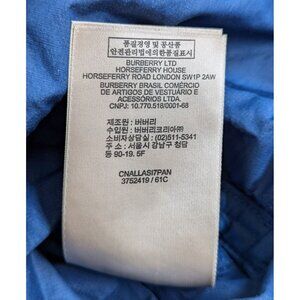 품질경영 및 공산품
안전관리법에의한품질표시
BURBERRY LTD
HORSEFERRY HOUSE
HORSEFERRY ROAD LONDON SW1P 2AW
BURBERRY BRASIL COMÉRCIO
DE ARTIGOS DE VESTUÁRIO E
ACESSÓRIOS LTDA.
CNPJ: 10.770.518/0001-68
제조원 : 버버리
수입원 : 버버리코리아㈜
소비자상담실 : (02)511-5341
주소 : 서울시 강남구 청담
동 90-19. 5F
CNALLASI7PAN
3752419 / 61C